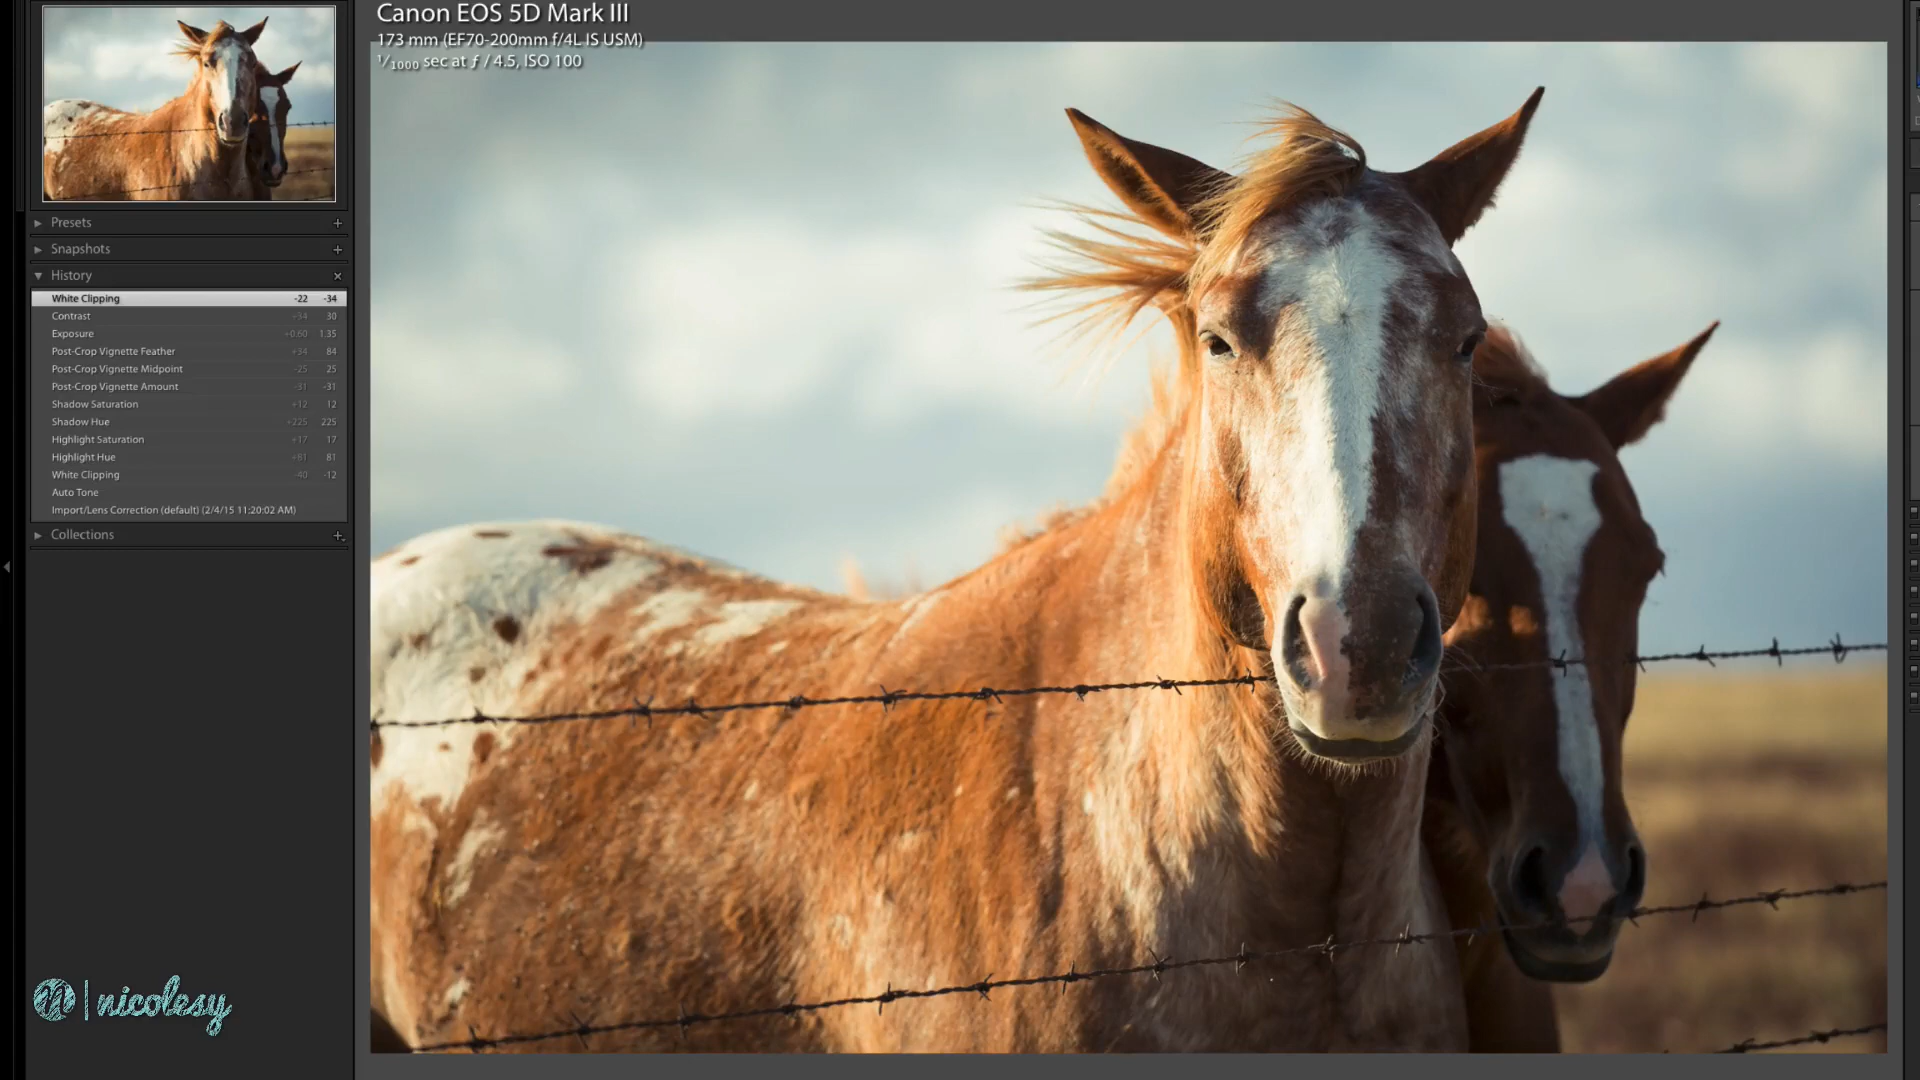 Canon EOS 5D Mark III
173 mm (EF70-200mm f/4L IS USM)
1/1000 sec at ƒ / 4.5, ISO 100
Presets
Snapshots
History
White Clipping -22 -34
Contrast +34 30
Exposure +0.60 1.35
Post-Crop Vignette Feather +34 84
Post-Crop Vignette Midpoint -25 25
Post-Crop Vignette Amount -31 -31
Shadow Saturation +12 12
Shadow Hue +225 225
Highlight Saturation +17 17
Highlight Hue +81 81
White Clipping -40 -12
Auto Tone
Import/Lens Correction (default) (2/4/15 11:20:02 AM)
Collections
n | nicolesy